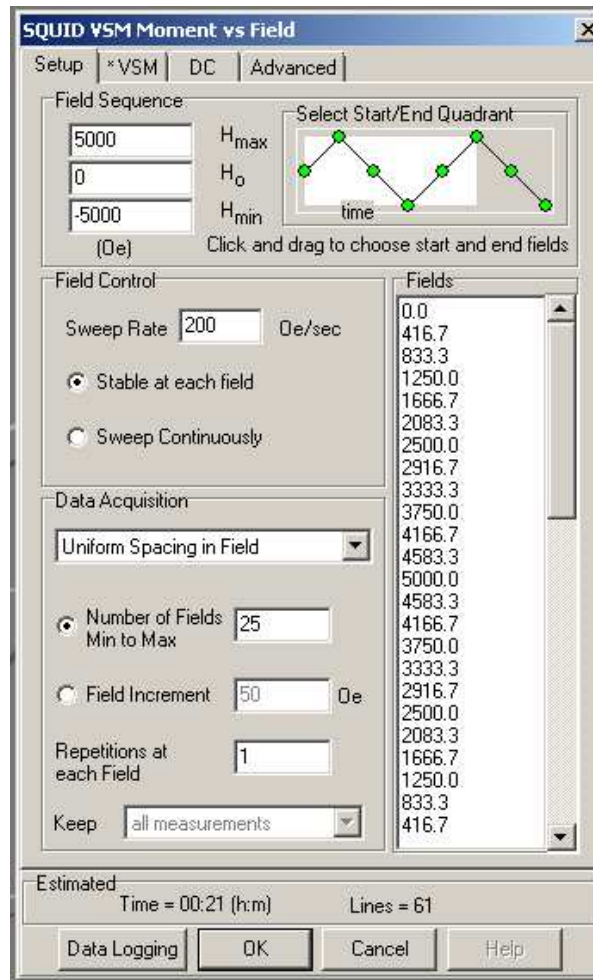 SQUID VSM Moment vs Field
Setup * VSM DC Advanced
Field Sequence
5000 Hmax
0 Ho
-5000 Hmin
(Oe)
Select Start/End Quadrant
time
Click and drag to choose start and end fields
Field Control
Sweep Rate 200 Oe/sec
Stable at each field
Sweep Continuously
Data Acquisition
Uniform Spacing in Field
Number of Fields
Min to Max
25
Field Increment 50 Oe
Repetitions at
each Field
1
Keep all measurements
Fields
0.0
416.7
833.3
1250.0
1666.7
2083.3
2500.0
2916.7
3333.3
3750.0
4166.7
4583.3
5000.0
4583.3
4166.7
3750.0
3333.3
2916.7
2500.0
2083.3
1666.7
1250.0
833.3
416.7
Estimated
Time = 00:21 (h:m) Lines = 61
Data Logging OK Cancel Help